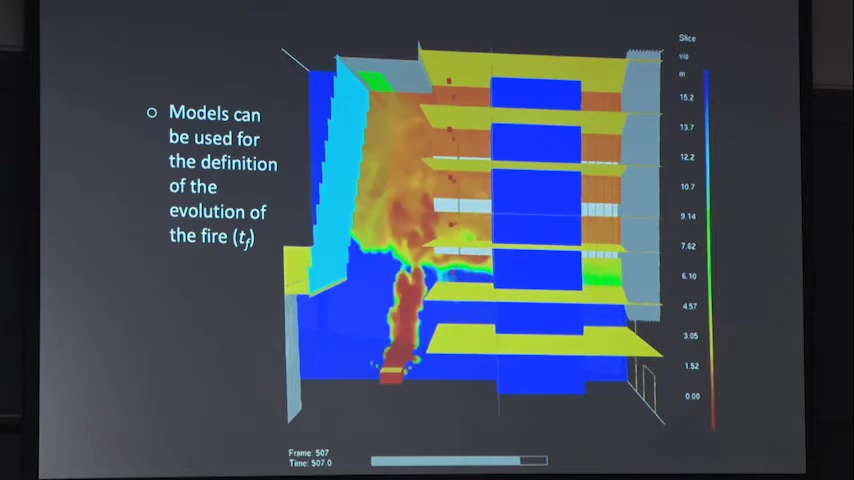 Models can
be used for
the definition
of the
evolution of
the fire (tf)
Slice
vis
m
15.2
13.7
12.2
10.7
9.14
7.62
6.10
4.57
3.05
1.52
0.00
Frame: 507
Time: 507.0